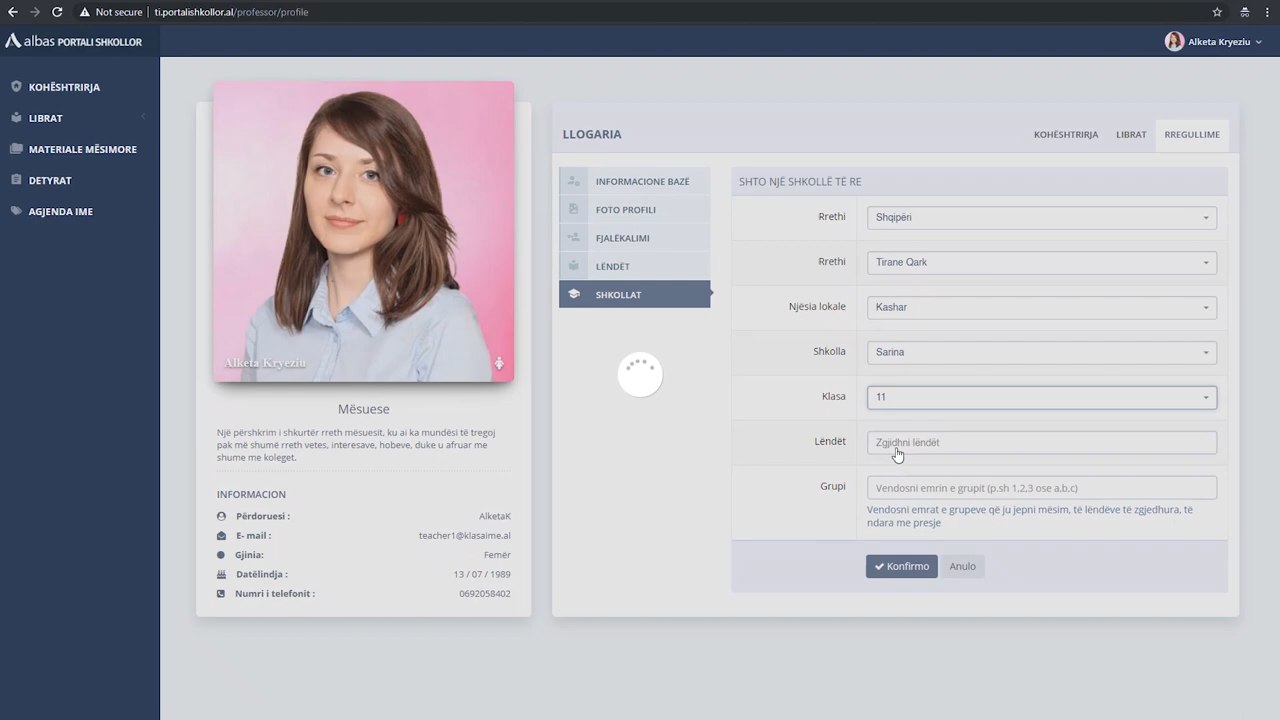 Not secure | ti.portalishkollor.al/professor/profile
albas PORTALI SHKOLLOR
Alketa Kryeziu
KOHËSHTRIRJA
LIBRAT
MATERIALE MËSIMORE
DETYRAT
AGJENDA IME
Alketa Kryeziu
Mësuese
Një përshkrim i shkurtër rreth mësuesit, ku ai ka mundësi të tregoj
pak më shumë rreth vetes, interesave, hobeve, duke u afruar me
shume me koleget.
INFORMACION
Përdoruesi : AlketaK
E- mail : teacher1@klasaime.al
Gjinia: Femër
Datëlindja : 13 / 07 / 1989
Numri i telefonit : 0692058402
LLOGARIA
KOHËSHTRIRJA LIBRAT RREGULLIME
INFORMACIONE BAZË
FOTO PROFILI
FJALËKALIMI
LËNDËT
SHKOLLAT
SHTO NJË SHKOLLË TË RE
Rrethi Shqipëri
Rrethi Tirane Qark
Njësia lokale Kashar
Shkolla Sarina
Klasa 11
Lëndët Zgjidhni lëndët
Grupi Vendosni emrin e grupit (p.sh 1,2,3 ose a,b,c)
Vendosni emrat e grupeve që ju jepni mësim, të lëndëve të zgjedhura, të
ndara me presje
Konfirmo Anulo